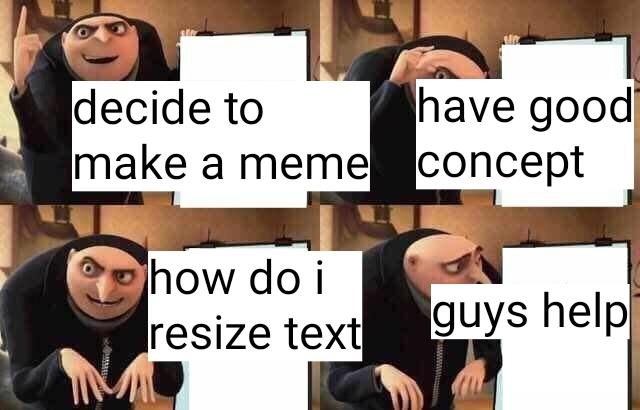 decide to
make a meme
have good
concept
how do i
resize text
guys help